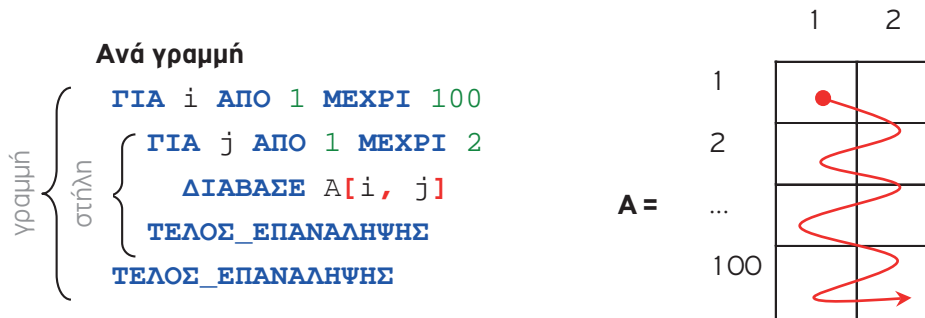 Ανά γραμμή
ΓΙΑ i ΑΠΟ 1 ΜΕΧΡΙ 100
ΓΙΑ j ΑΠΟ 1 ΜΕΧΡΙ 2
ΔΙΑΒΑΣΕ Α[i, j]
ΤΕΛΟΣ_ΕΠΑΝΑΛΗΨΗΣ
ΤΕΛΟΣ_ΕΠΑΝΑΛΗΨΗΣ
γραμμή
στήλη
1 2
1
2
A = ...
100